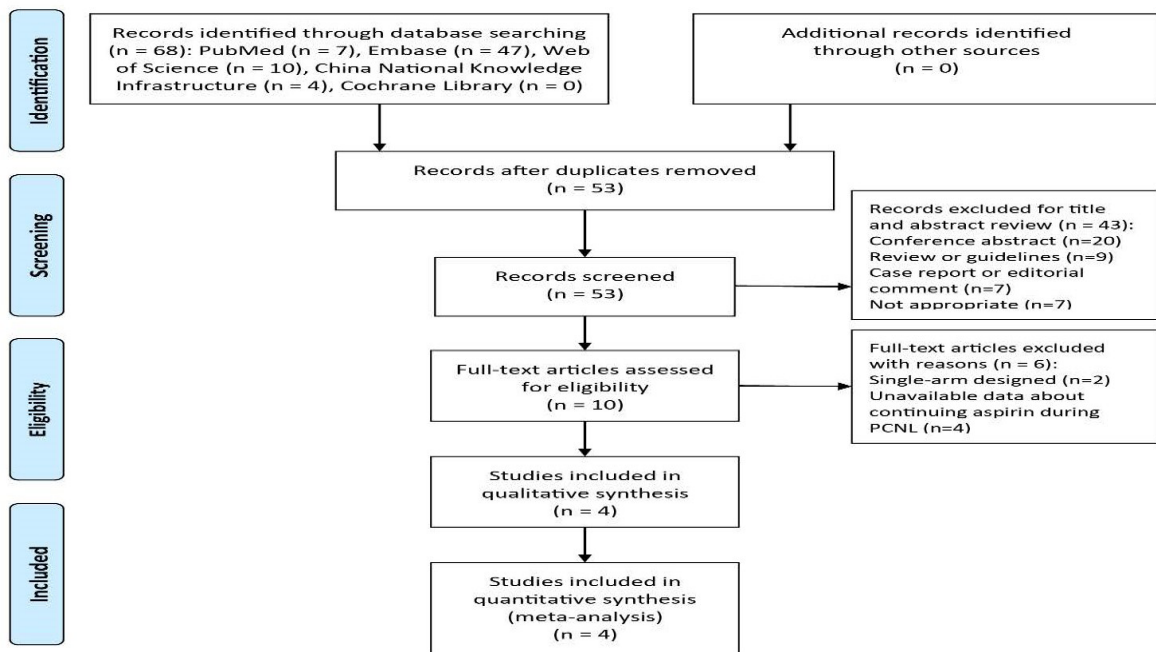 Identification
Records identified through database searching
(n = 68): PubMed (n = 7), Embase (n = 47), Web
of Science (n = 10), China National Knowledge
Infrastructure (n = 4), Cochrane Library (n = 0)
Additional records identified
through other sources
(n = 0)
Records after duplicates removed
(n = 53)
Screening
Records screened
(n = 53)
Records excluded for title
and abstract review (n = 43):
Conference abstract (n=20)
Review or guidelines (n=9)
Case report or editorial
comment (n=7)
Not appropriate (n=7)
Eligibility
Full-text articles assessed
for eligibility
(n = 10)
Full-text articles excluded
with reasons (n = 6):
Single-arm designed (n=2)
Unavailable data about
continuing aspirin during
PCNL (n=4)
Studies included in
qualitative synthesis
(n = 4)
Included
Studies included in
quantitative synthesis
(meta-analysis)
(n = 4)